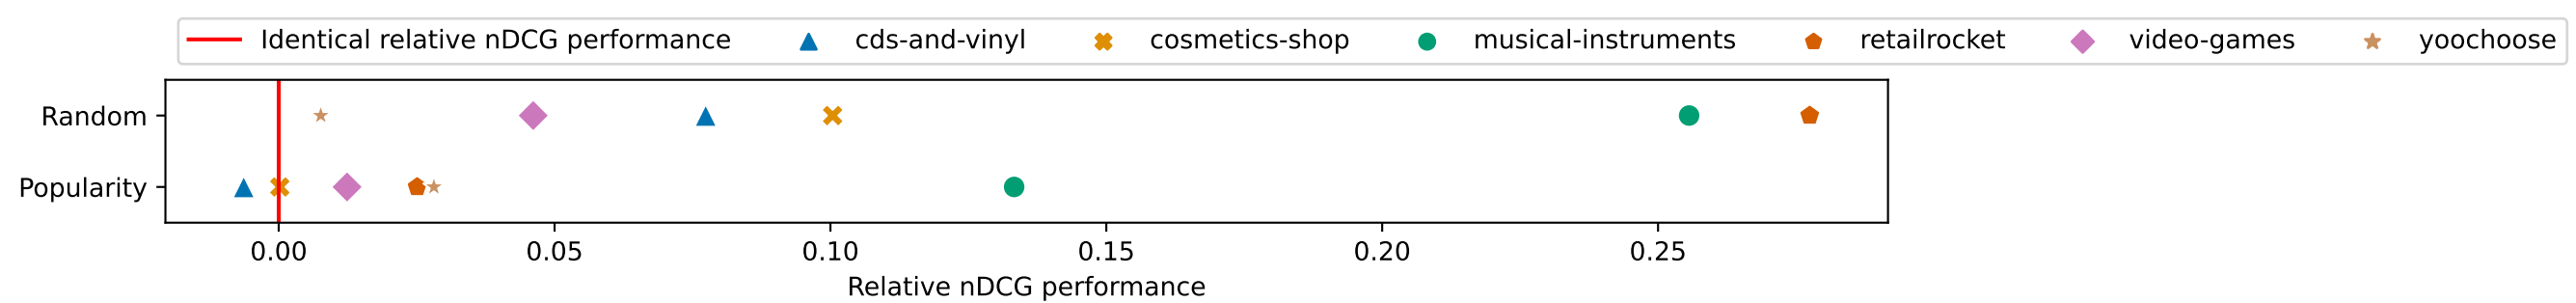 Identical relative nDCG performance cds-and-vinyl cosmetics-shop musical-instruments retailrocket video-games yoochoose
Random
Popularity
0.00 0.05 0.10 0.15 0.20 0.25
Relative nDCG performance